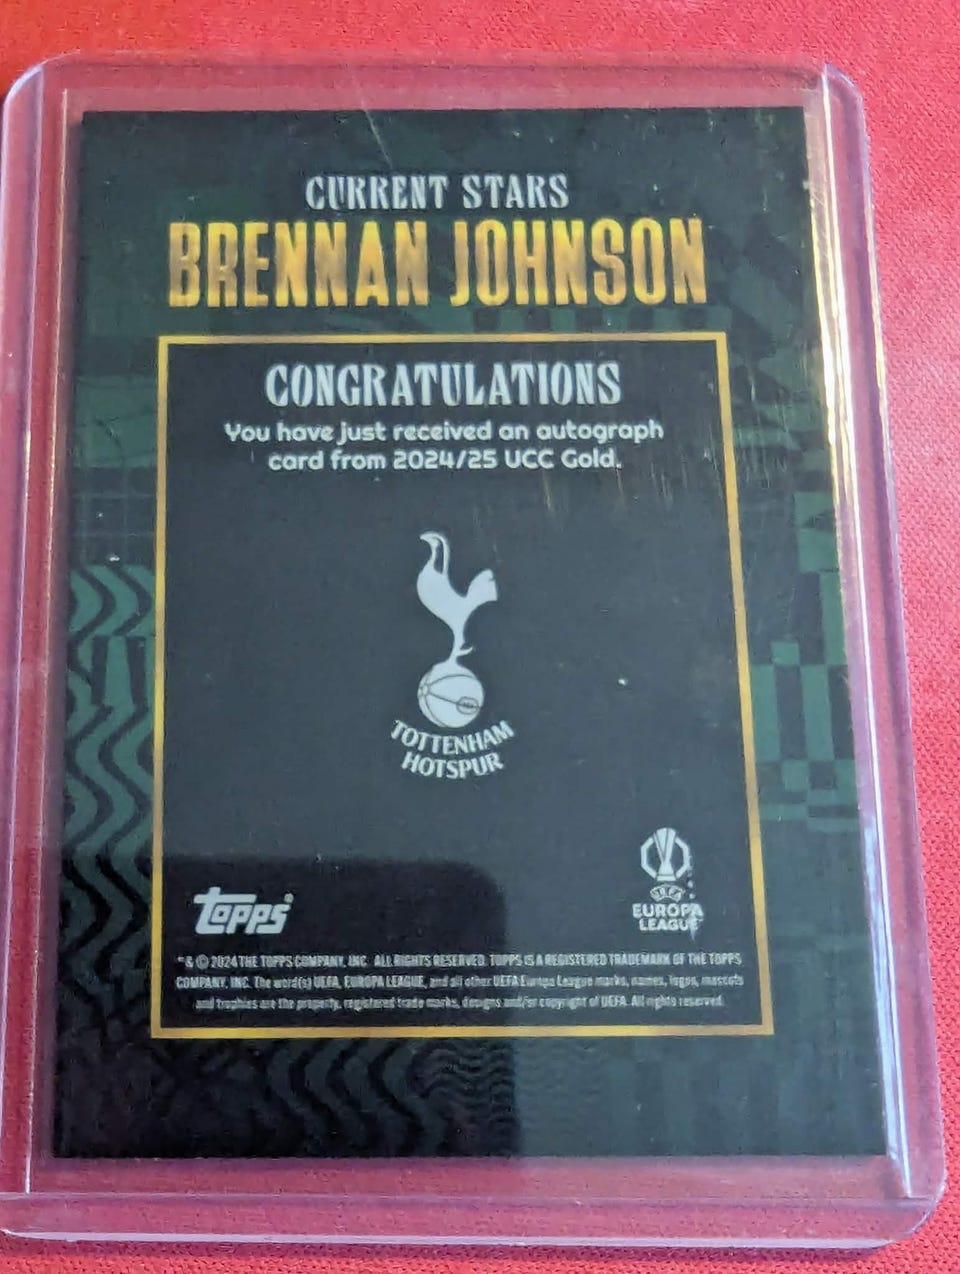 CURRENT STARS
BRENNAN JOHNSON
CONGRATULATIONS
You have just received an autograph
card from 2024/25 UCC Gold.
TOTTENHAM
HOTSPUR
topps
UEFA
EUROPA
LEAGUE
™ & © 2024 THE TOPPS COMPANY, INC. ALL RIGHTS RESERVED. TOPPS IS A REGISTERED TRADEMARK OF THE TOPPS
COMPANY, INC. The word(s) UEFA, EUROPA LEAGUE, and all other UEFA Europa League marks, names, logos, mascots
and trophies are the property, registered trade marks, designs and/or copyright of UEFA. All rights reserved.